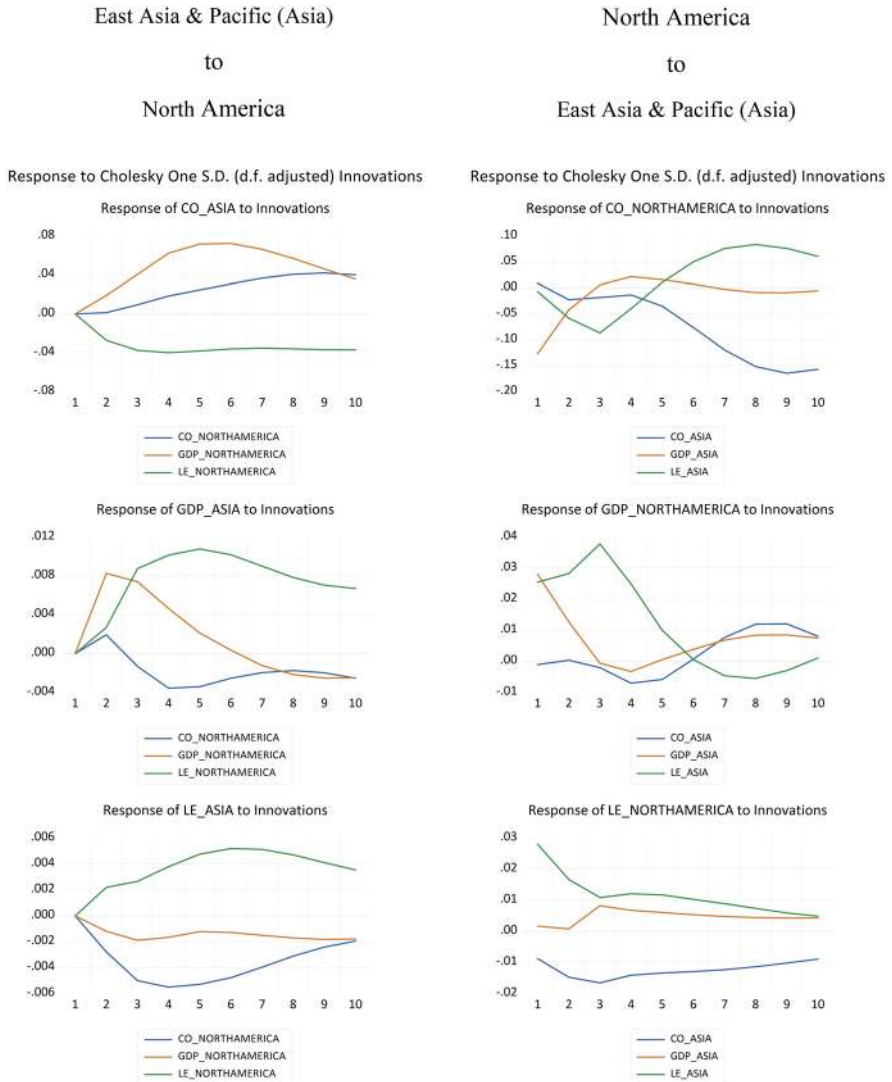 East Asia & Pacific (Asia)
to
North America
North America
to
East Asia & Pacific (Asia)
Response to Cholesky One S.D. (d.f. adjusted) Innovations
Response of CO_ASIA to Innovations
.08
.04
.00
-.04
-.08
1 2 3 4 5 6 7 8 9 10
CO_NORTHAMERICA
GDP_NORTHAMERICA
LE_NORTHAMERICA
Response of GDP_ASIA to Innovations
.012
.008
.004
.000
-.004
1 2 3 4 5 6 7 8 9 10
CO_NORTHAMERICA
GDP_NORTHAMERICA
LE_NORTHAMERICA
Response of LE_ASIA to Innovations
.006
.004
.002
.000
-.002
-.004
-.006
1 2 3 4 5 6 7 8 9 10
CO_NORTHAMERICA
GDP_NORTHAMERICA
LE_NORTHAMERICA
Response to Cholesky One S.D. (d.f. adjusted) Innovations
Response of CO_NORTHAMERICA to Innovations
.10
.05
.00
-.05
-.10
-.15
-.20
1 2 3 4 5 6 7 8 9 10
CO_ASIA
GDP_ASIA
LE_ASIA
Response of GDP_NORTHAMERICA to Innovations
.04
.03
.02
.01
.00
-.01
1 2 3 4 5 6 7 8 9 10
CO_ASIA
GDP_ASIA
LE_ASIA
Response of LE_NORTHAMERICA to Innovations
.03
.02
.01
.00
-.01
-.02
1 2 3 4 5 6 7 8 9 10
CO_ASIA
GDP_ASIA
LE_ASIA